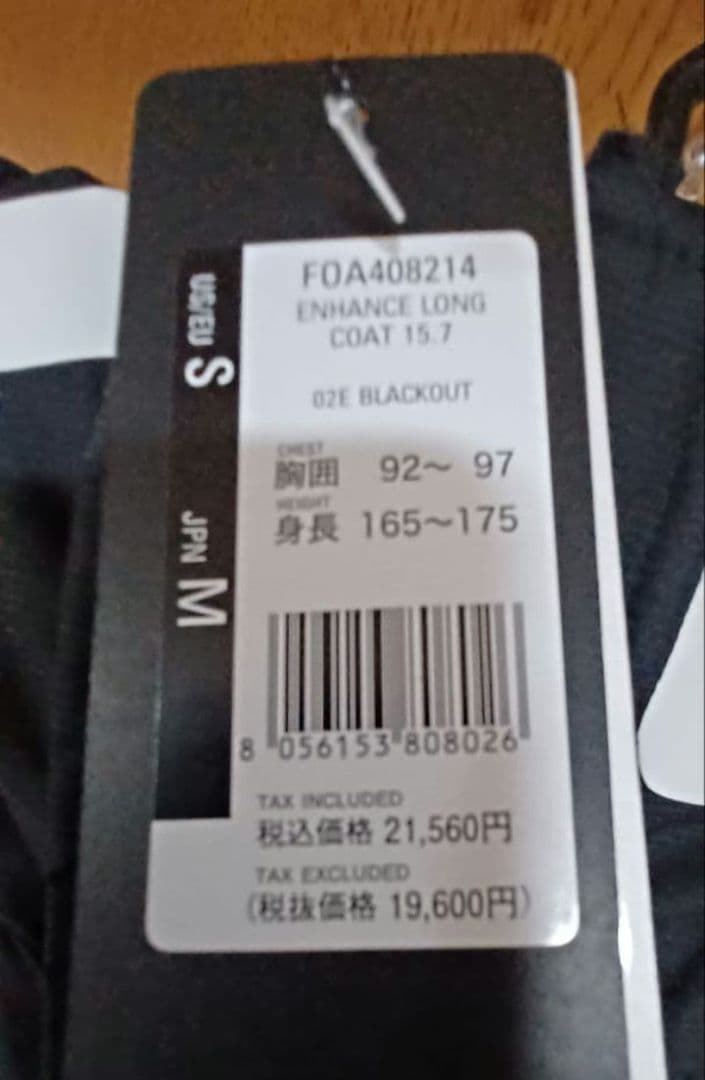 US/EU S
JPN M
FOA408214
ENHANCE LONG
COAT 15.7
02E BLACKOUT
CHEST
胸囲 92～ 97
HEIGHT
身長 165～175
8 056153 808026
TAX INCLUDED
税込価格 21,560円
TAX EXCLUDED
(税抜価格 19,600円)